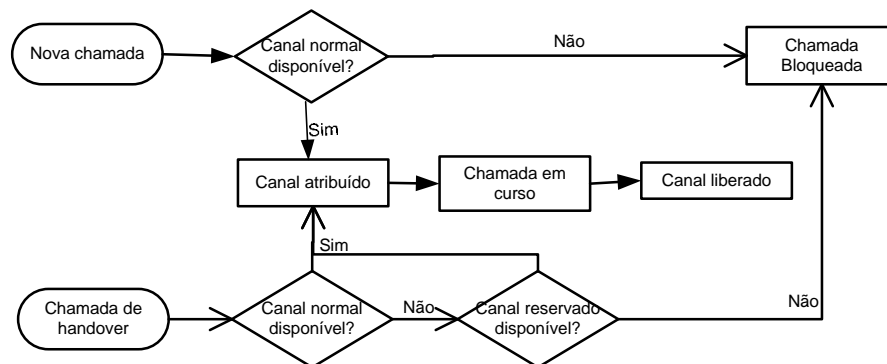 Nova chamada
Canal normal
disponível?
Não
Chamada
Bloqueada
Sim
Canal atribuído
Chamada em
curso
Canal liberado
Sim
Chamada de
handover
Canal normal
disponível?
Não
Canal reservado
disponível?
Não